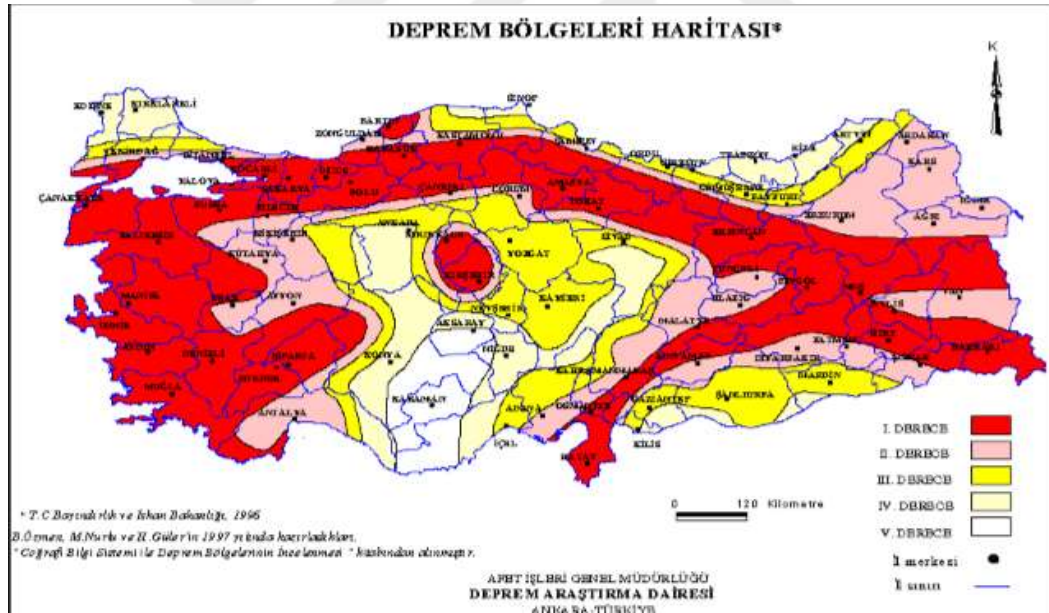 DEPREM BÖLGELERİ HARİTASI*
K
SİNOP
EDİRNE KIRKLARELİ
BARTIN
ZONGULDAK
KASTAMONU
TEKİRDAĞ
İSTANBUL
KOCAELİ
SAKARYA
BOLU
YALOVA
ÇANAKKALE
BURSA
BİLECİK
ÇANKIRI
ÇORUM
AMASYA
TOKAT
ORDU
GİRESUN
TRABZON
RİZE
ARTVİN
ARDAHAN
KARS
GÜMÜŞHANE
BAYBURT
ERZURUM
AĞRI
IĞDIR
ERZİNCAN
ANKARA
KIRIKKALE
YOZGAT
SİVAS
BALIKESİR
ESKİŞEHİR
KÜTAHYA
KIRŞEHİR
TUNCELİ
BİNGÖL
MUŞ
MANİSA
UŞAK
AFYON
NEVŞEHİR
KAYSERİ
ELAZIĞ
BİTLİS
VAN
İZMİR
AKSARAY
MALATYA
AYDIN
DENİZLİ
ISPARTA
BURDUR
KONYA
NİĞDE
KAHRAMANMARAŞ
ADIYAMAN
DİYARBAKIR
BATMAN
SİİRT
ŞIRNAK
HAKKARİ
MARDİN
MUĞLA
ANTALYA
KARAMAN
ADANA
OSMANİYE
GAZİANTEP
ŞANLIURFA
İÇEL
KİLİS
HATAY
I. DERECE
II. DERECE
III. DERECE
IV. DERECE
V. DERECE
İl merkezi
İl sınırı
0 120 Kilometre
* T.C Bayındırlık ve İskan Bakanlığı, 1996
B.Özmen, M.Nurlu ve H.Güler'in 1997 yılında hazırladıkları
" Coğrafi Bilgi Sistemi ile Deprem Bölgelerinin İncelenmesi " kitabından alınmıştır.
AFET İŞLERİ GENEL MÜDÜRLÜĞÜ
DEPREM ARAŞTIRMA DAİRESİ
ANKARA-TÜRKİYE